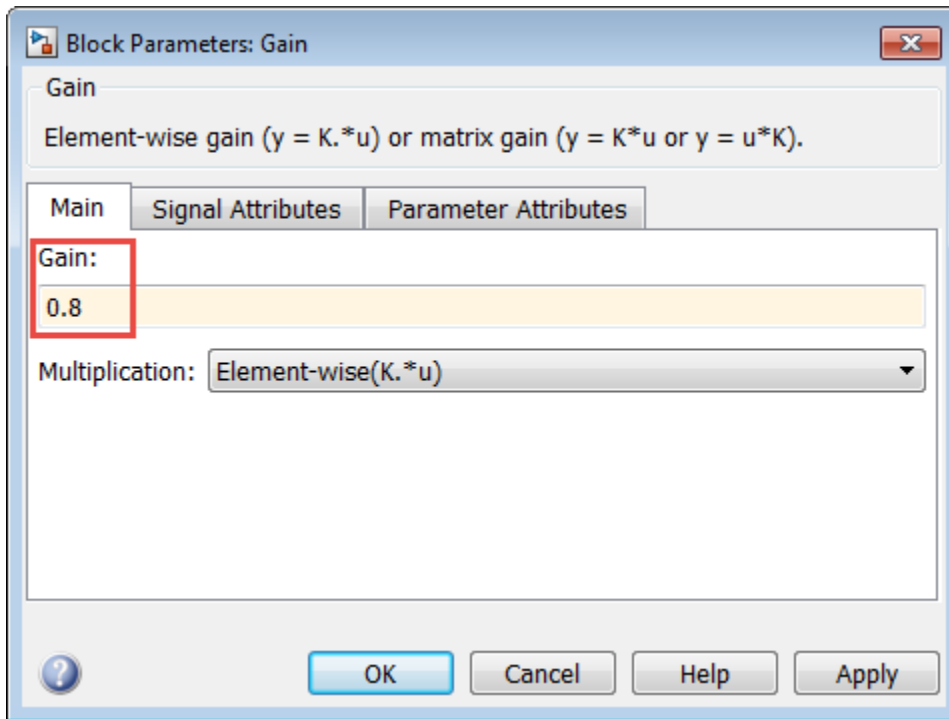 Block Parameters: Gain
Gain
Element-wise gain (y = K.*u) or matrix gain (y = K*u or y = u*K).
Main Signal Attributes Parameter Attributes
Gain:
0.8
Multiplication: Element-wise(K.*u)
? OK Cancel Help Apply